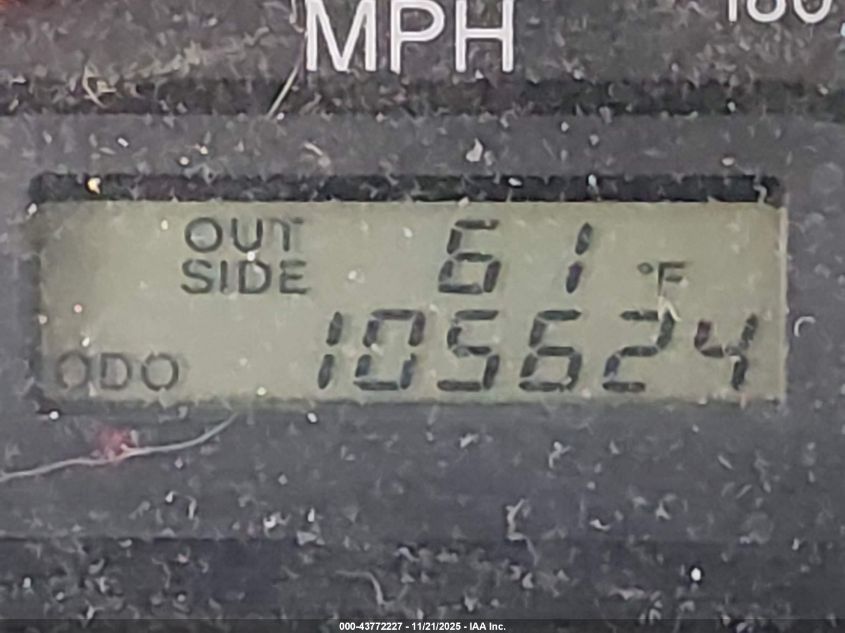 MPH
OUT SIDE 61 °F
ODO 105624
000-43772227 - 11/21/2025 - IAA Inc.